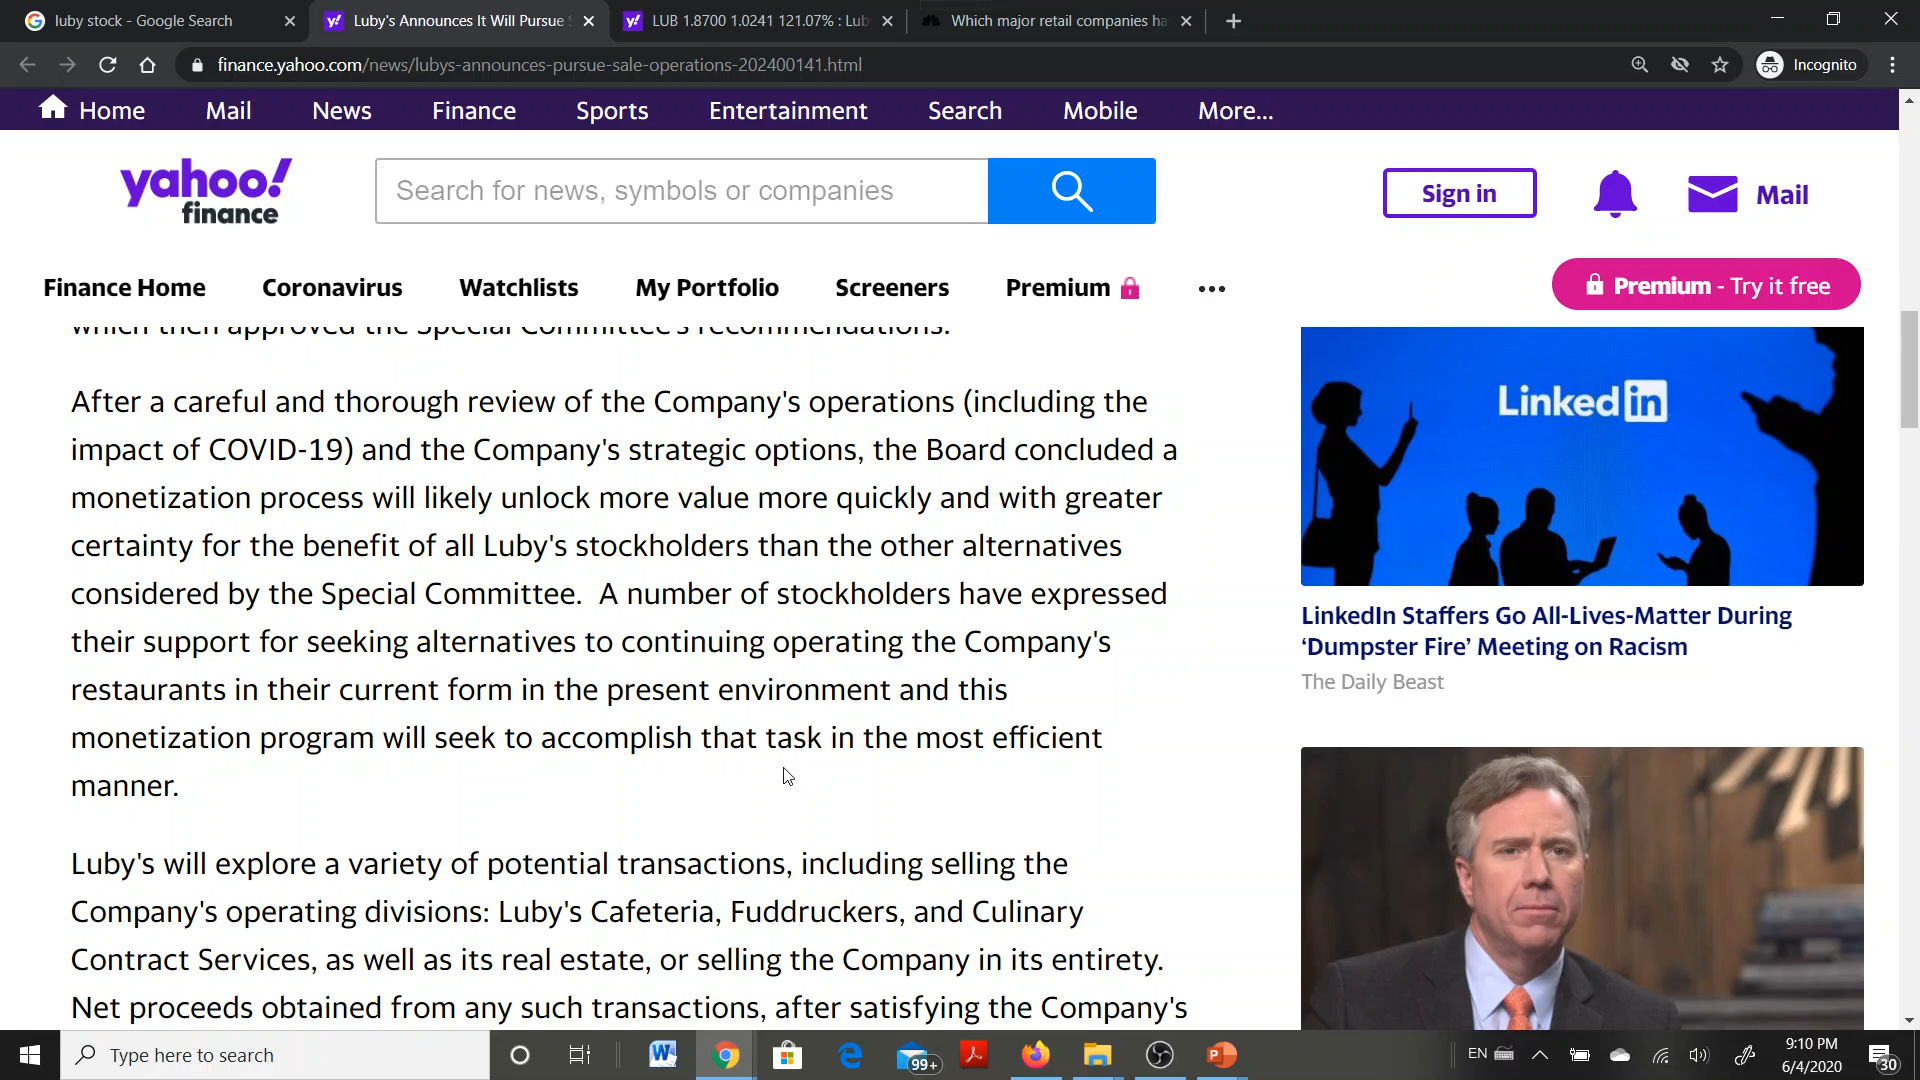 luby stock - Google Search
Luby's Announces It Will Pursue
LUB 1.8700 1.0241 121.07% : Lub
Which major retail companies ha
finance.yahoo.com/news/lubys-announces-pursue-sale-operations-202400141.html
Incognito
Home Mail News Finance Sports Entertainment Search Mobile More...
yahoo!
finance
Search for news, symbols or companies
Sign in
Mail
Finance Home Coronavirus Watchlists My Portfolio Screeners Premium ...
Premium - Try it free
which then approved the Special Committee's recommendations.
After a careful and thorough review of the Company's operations (including the
impact of COVID-19) and the Company's strategic options, the Board concluded a
monetization process will likely unlock more value more quickly and with greater
certainty for the benefit of all Luby's stockholders than the other alternatives
considered by the Special Committee.  A number of stockholders have expressed
their support for seeking alternatives to continuing operating the Company's
restaurants in their current form in the present environment and this
monetization program will seek to accomplish that task in the most efficient
manner.
Luby's will explore a variety of potential transactions, including selling the
Company's operating divisions: Luby's Cafeteria, Fuddruckers, and Culinary
Contract Services, as well as its real estate, or selling the Company in its entirety.
Net proceeds obtained from any such transactions, after satisfying the Company's
LinkedIn
LinkedIn Staffers Go All-Lives-Matter During
‘Dumpster Fire’ Meeting on Racism
The Daily Beast
Type here to search
99+
EN
9:10 PM
6/4/2020
30